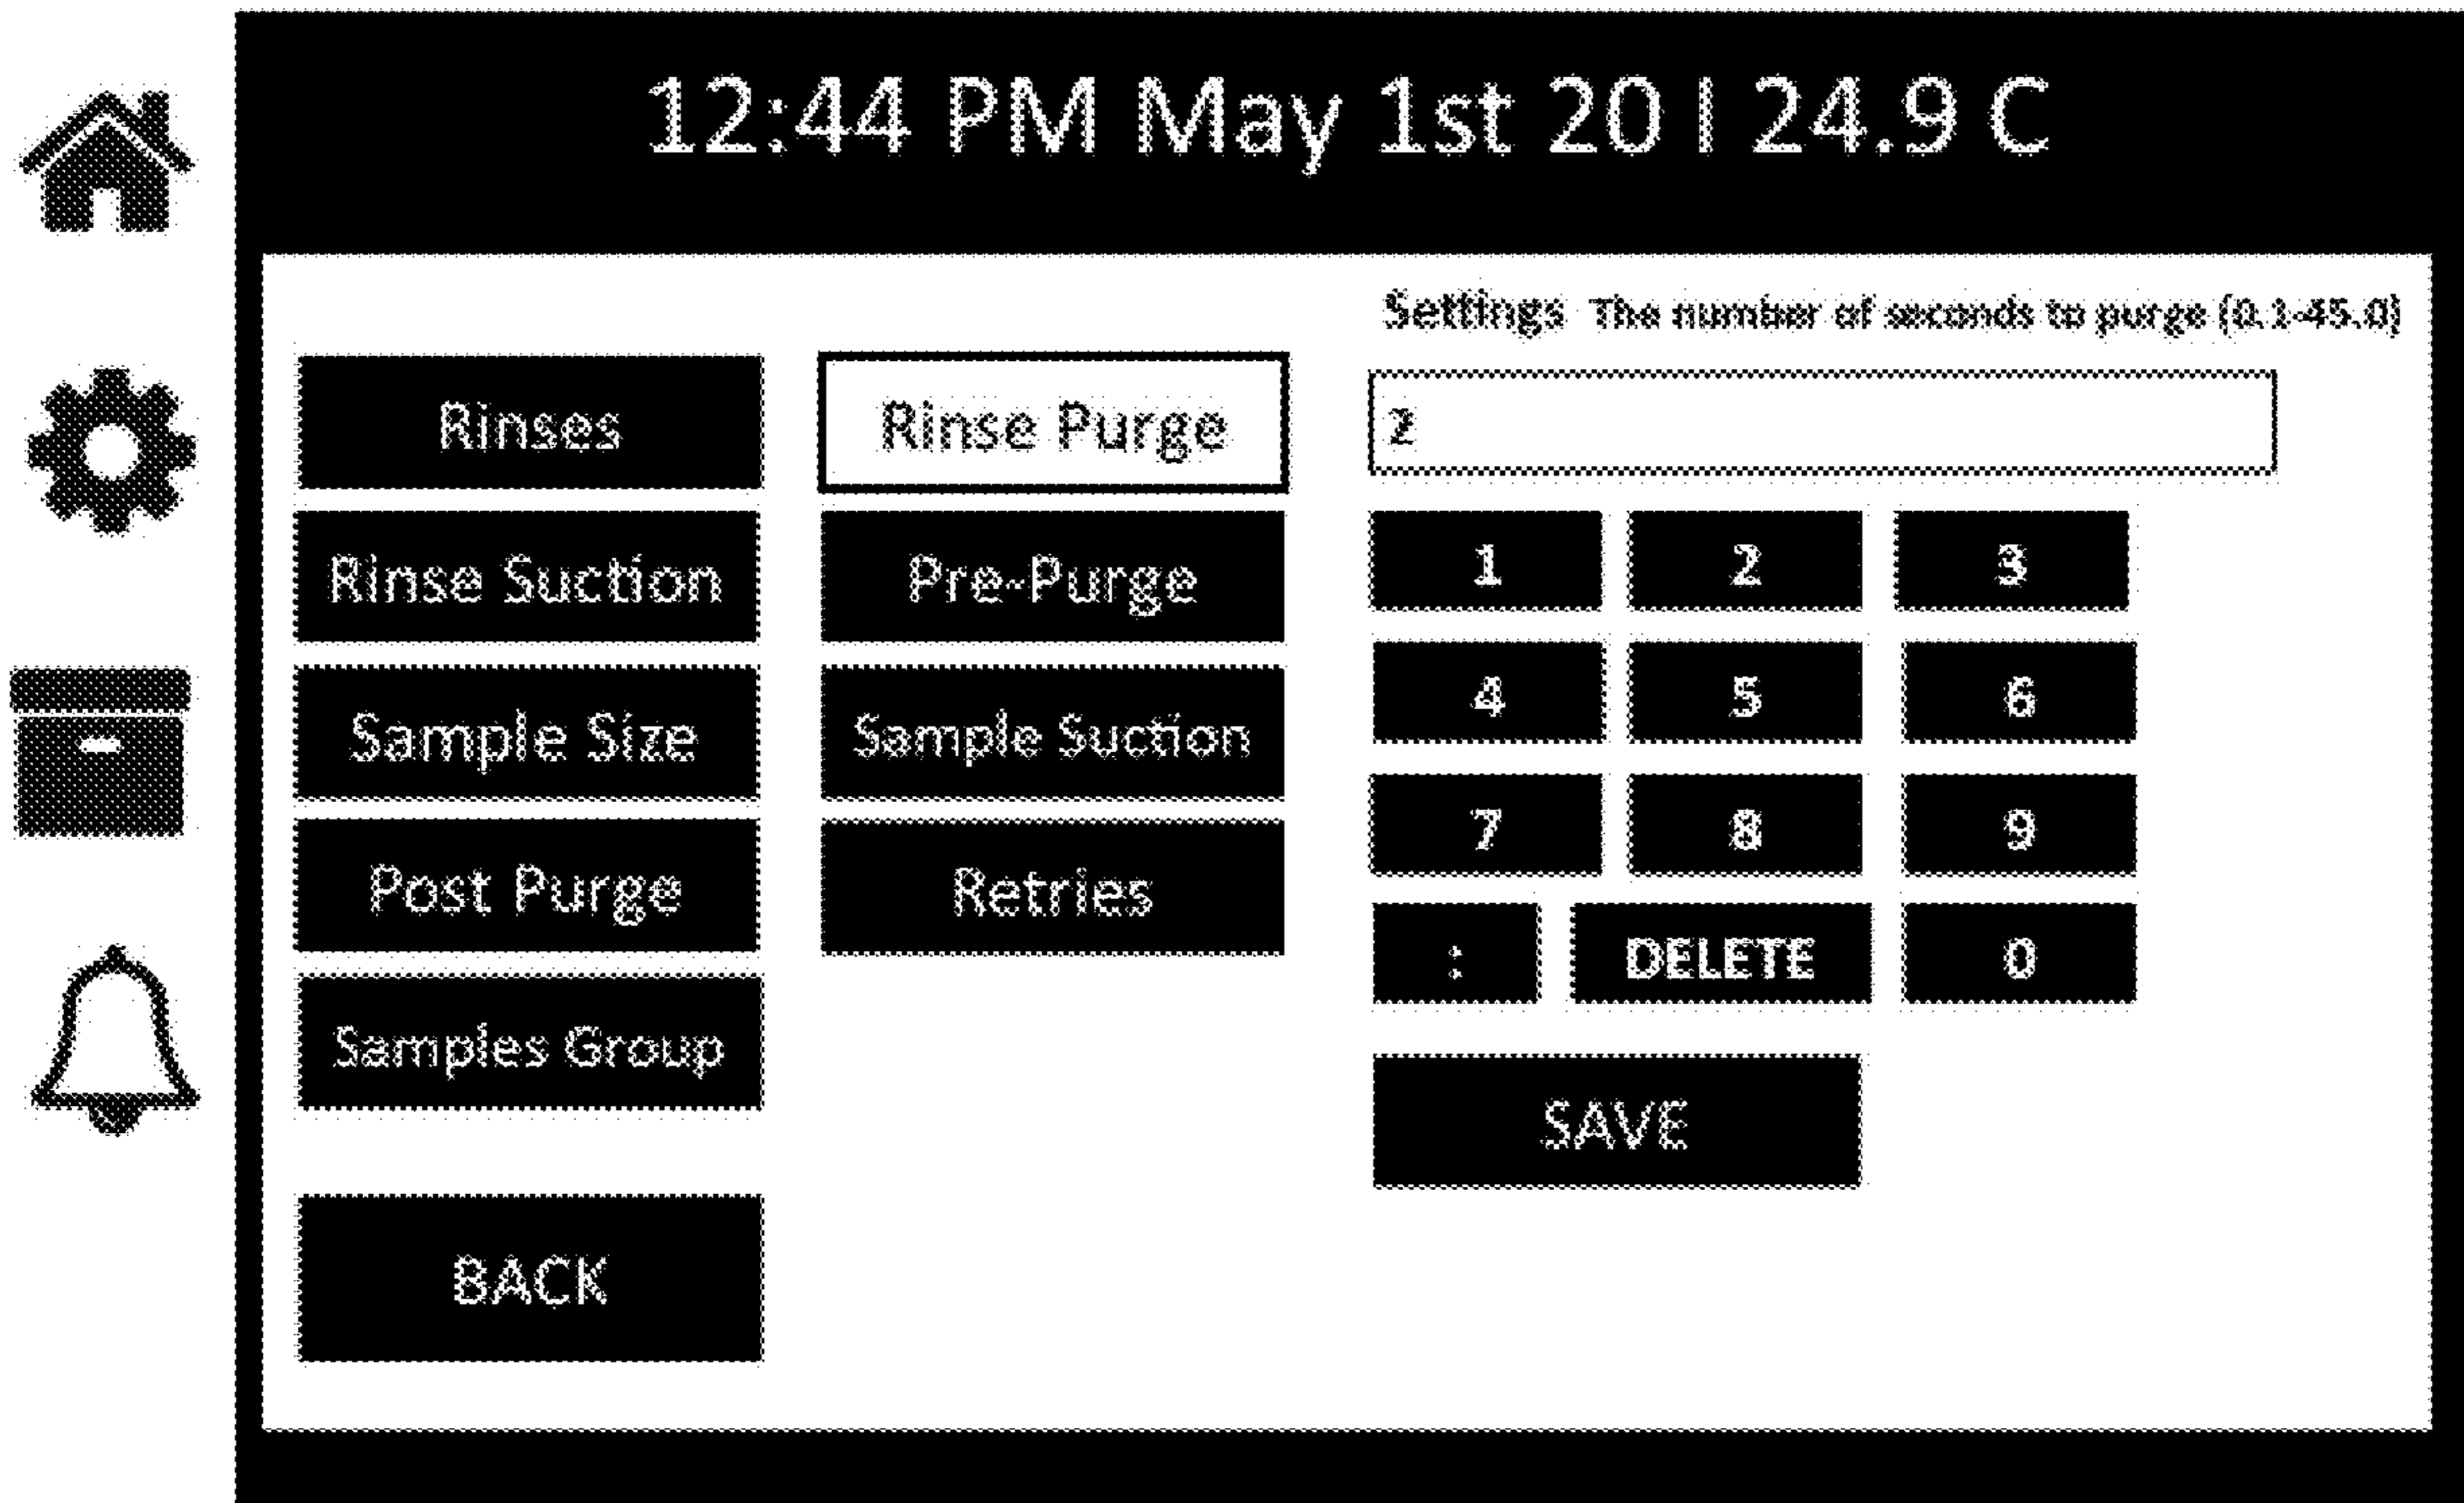 12:44 PM May 1st 20 I 24.9 C
Settings The number of seconds to purge (0.1-45.0)
Rinses
Rinse Purge
2
Rinse Suction
Pre-Purge
1 2 3
Sample Size
Sample Suction
4 5 6
Post Purge
Retries
7 8 9
: DELETE 0
Samples Group
SAVE
BACK